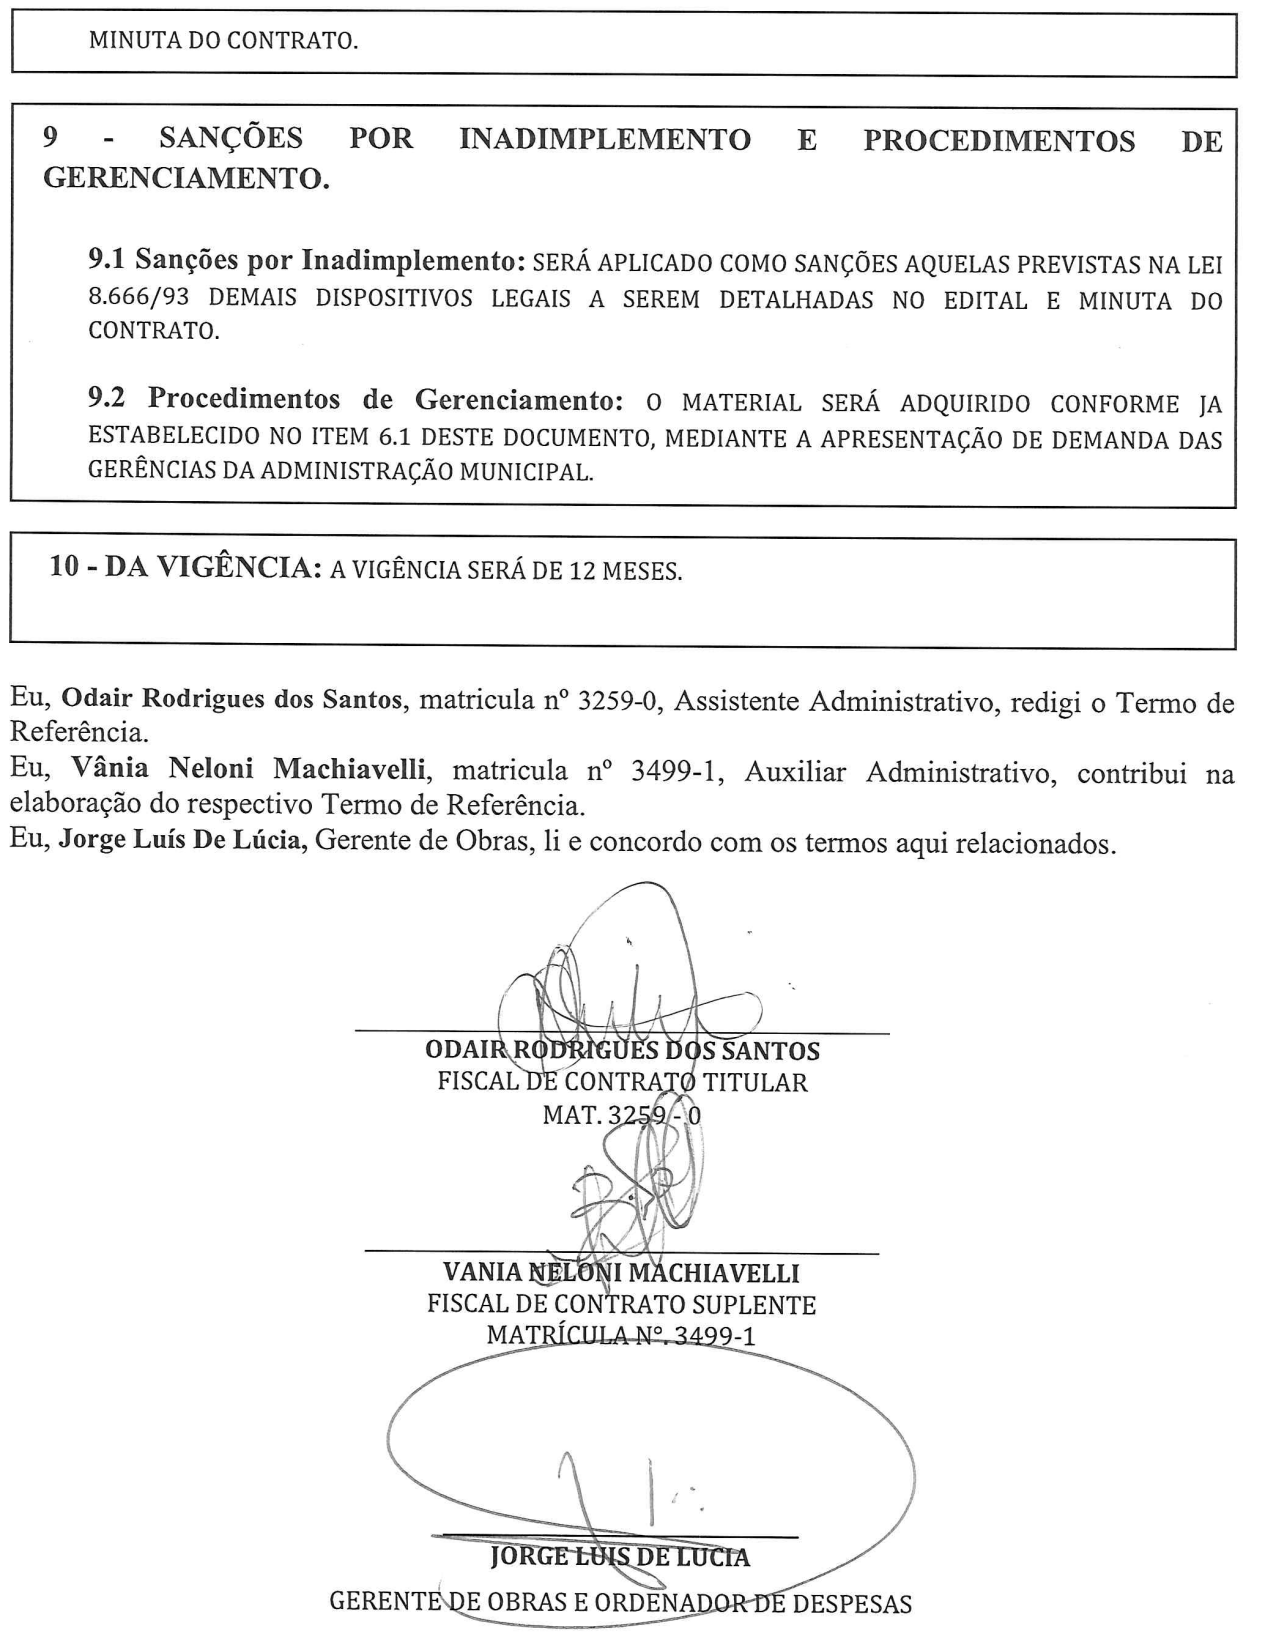 MINUTA DO CONTRATO.
9 - SANÇÕES POR INADIMPLEMENTO E PROCEDIMENTOS DE
GERENCIAMENTO.
9.1 Sanções por Inadimplemento: SERÁ APLICADO COMO SANÇÕES AQUELAS PREVISTAS NA LEI
8.666/93 DEMAIS DISPOSITIVOS LEGAIS A SEREM DETALHADAS NO EDITAL E MINUTA DO
CONTRATO.
9.2 Procedimentos de Gerenciamento: O MATERIAL SERÁ ADQUIRIDO CONFORME JA
ESTABELECIDO NO ITEM 6.1 DESTE DOCUMENTO, MEDIANTE A APRESENTAÇÃO DE DEMANDA DAS
GERÊNCIAS DA ADMINISTRAÇÃO MUNICIPAL.
10 - DA VIGÊNCIA: A VIGÊNCIA SERÁ DE 12 MESES.
Eu, Odair Rodrigues dos Santos, matricula nº 3259-0, Assistente Administrativo, redigi o Termo de
Referência.
Eu, Vânia Neloni Machiavelli, matricula nº 3499-1, Auxiliar Administrativo, contribui na
elaboração do respectivo Termo de Referência.
Eu, Jorge Luís De Lúcia, Gerente de Obras, li e concordo com os termos aqui relacionados.
ODAIR RODRIGUES DOS SANTOS
FISCAL DE CONTRATO TITULAR
MAT. 3259 - 0
VANIA NELONI MACHIAVELLI
FISCAL DE CONTRATO SUPLENTE
MATRÍCULA N°. 3499-1
JORGE LUIS DE LUCIA
GERENTE DE OBRAS E ORDENADOR DE DESPESAS